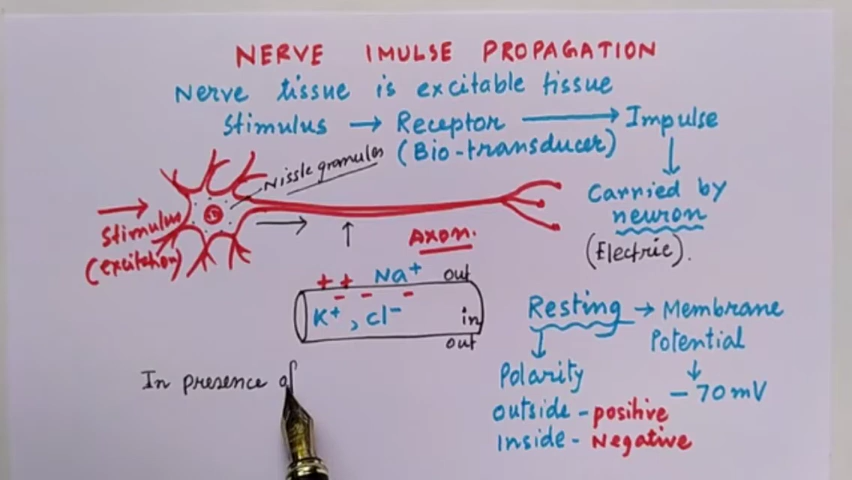 NERVE IMULSE PROPAGATION
Nerve tissue is excitable tissue
Stimulus → Receptor → Impulse
(Bio-transducer)
Nissle granules
Carried by
neuron
(Electric).
Stimulus
(excitation)
Axon.
+ + Na+ out
- - -
K+, Cl- in
out
Resting → Membrane
Potential
- 70 mV
Polarity
outside - positive
inside - Negative
In presence of